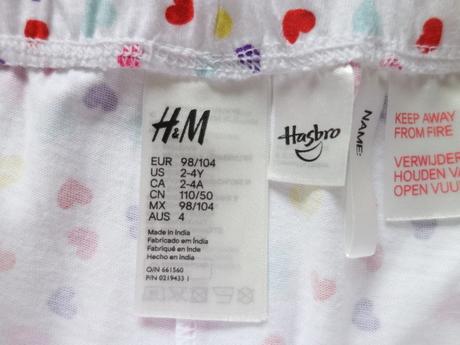 H&M
EUR 98/104
US 2-4Y
CA 2-4A
CN 110/50
MX 98/104
AUS 4
Made in India
Fabricado em Índia
Fabriqué en Inde
Hecho en India
O/N 661560
P/N 0219433 1
Hasbro
NAME:
KEEP AWAY
FROM FIRE
VERWIJDER
HOUDEN VA
OPEN VUU